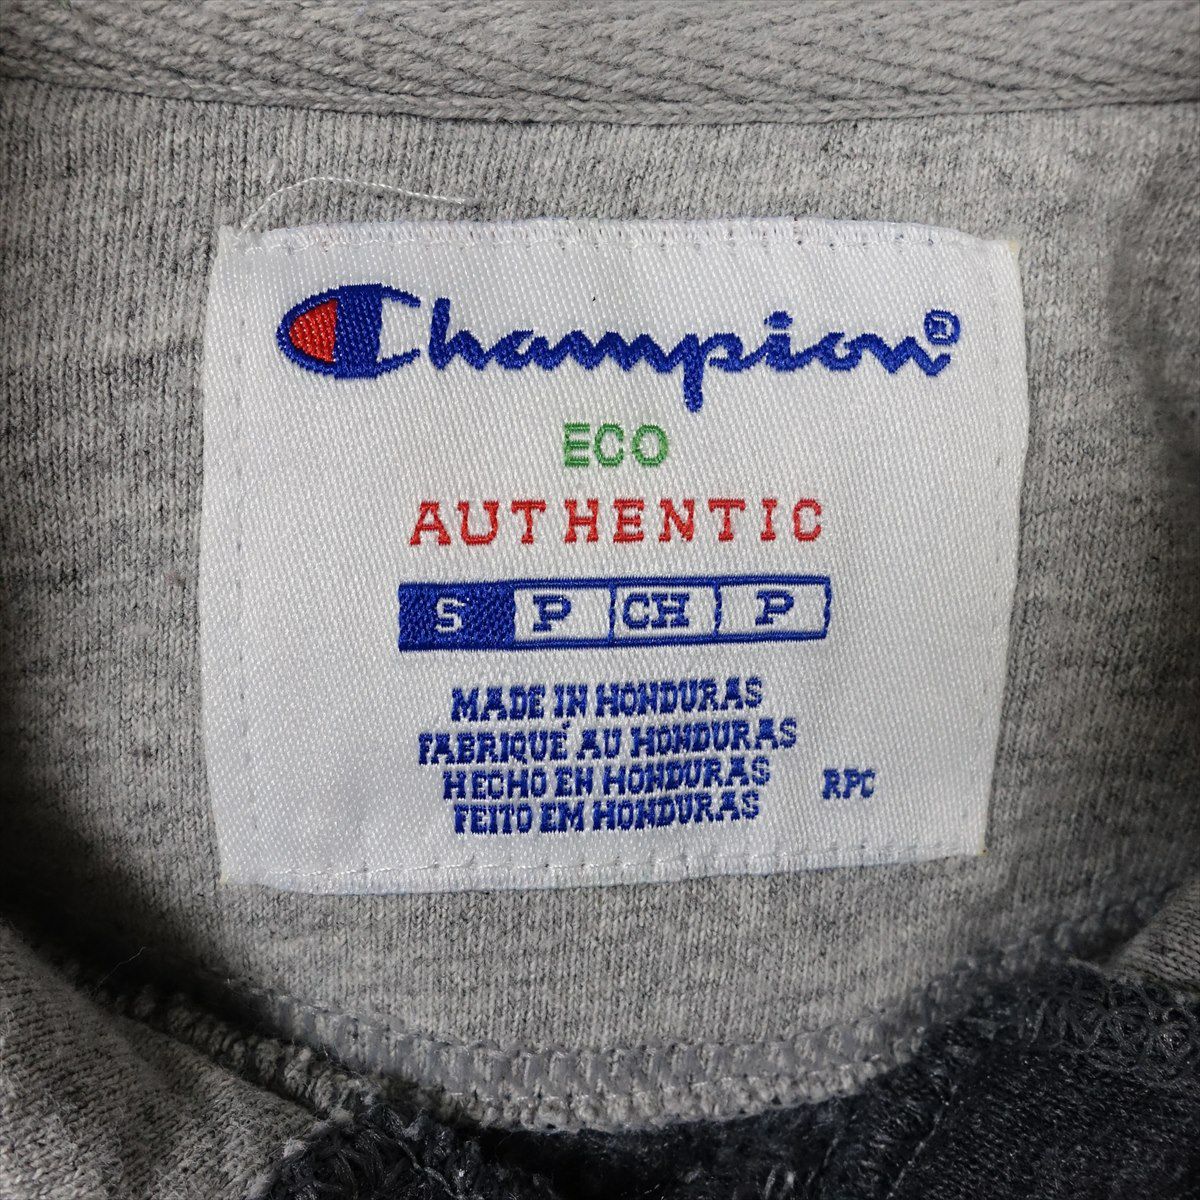 Champion®
ECO
AUTHENTIC
S P CH P
MADE IN HONDURAS
FABRIQUÉ AU HONDURAS
HECHO EN HONDURAS
FEITO EM HONDURAS
RPC